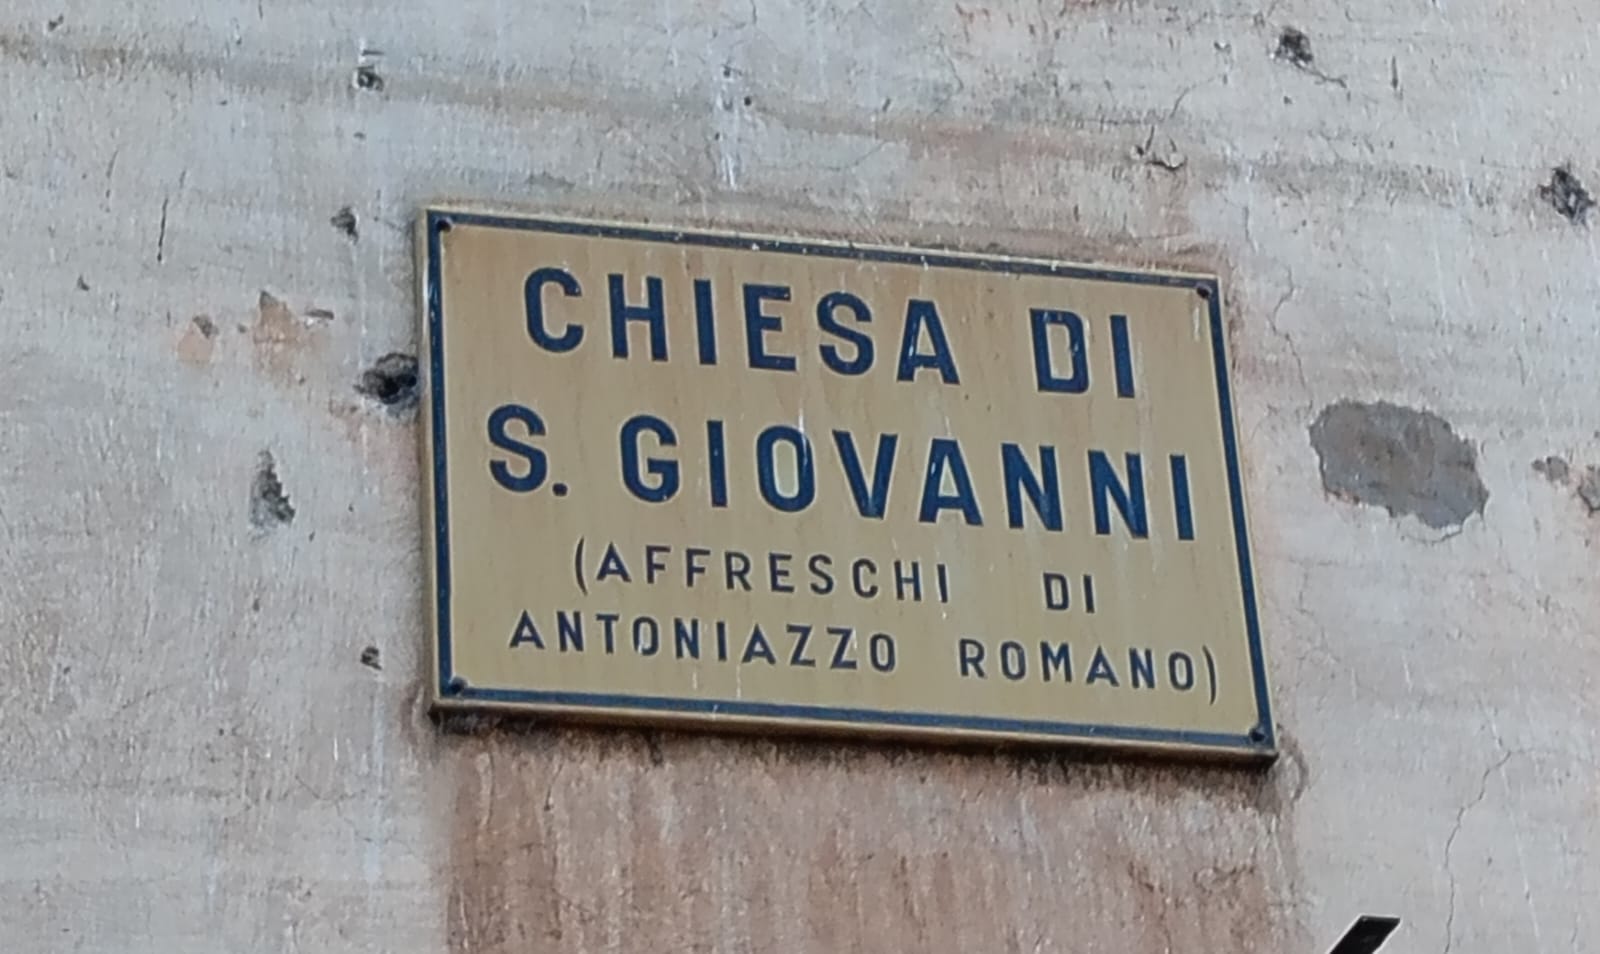 CHIESA DI
S. GIOVANNI
(AFFRESCHI DI
ANTONIAZZO ROMANO)